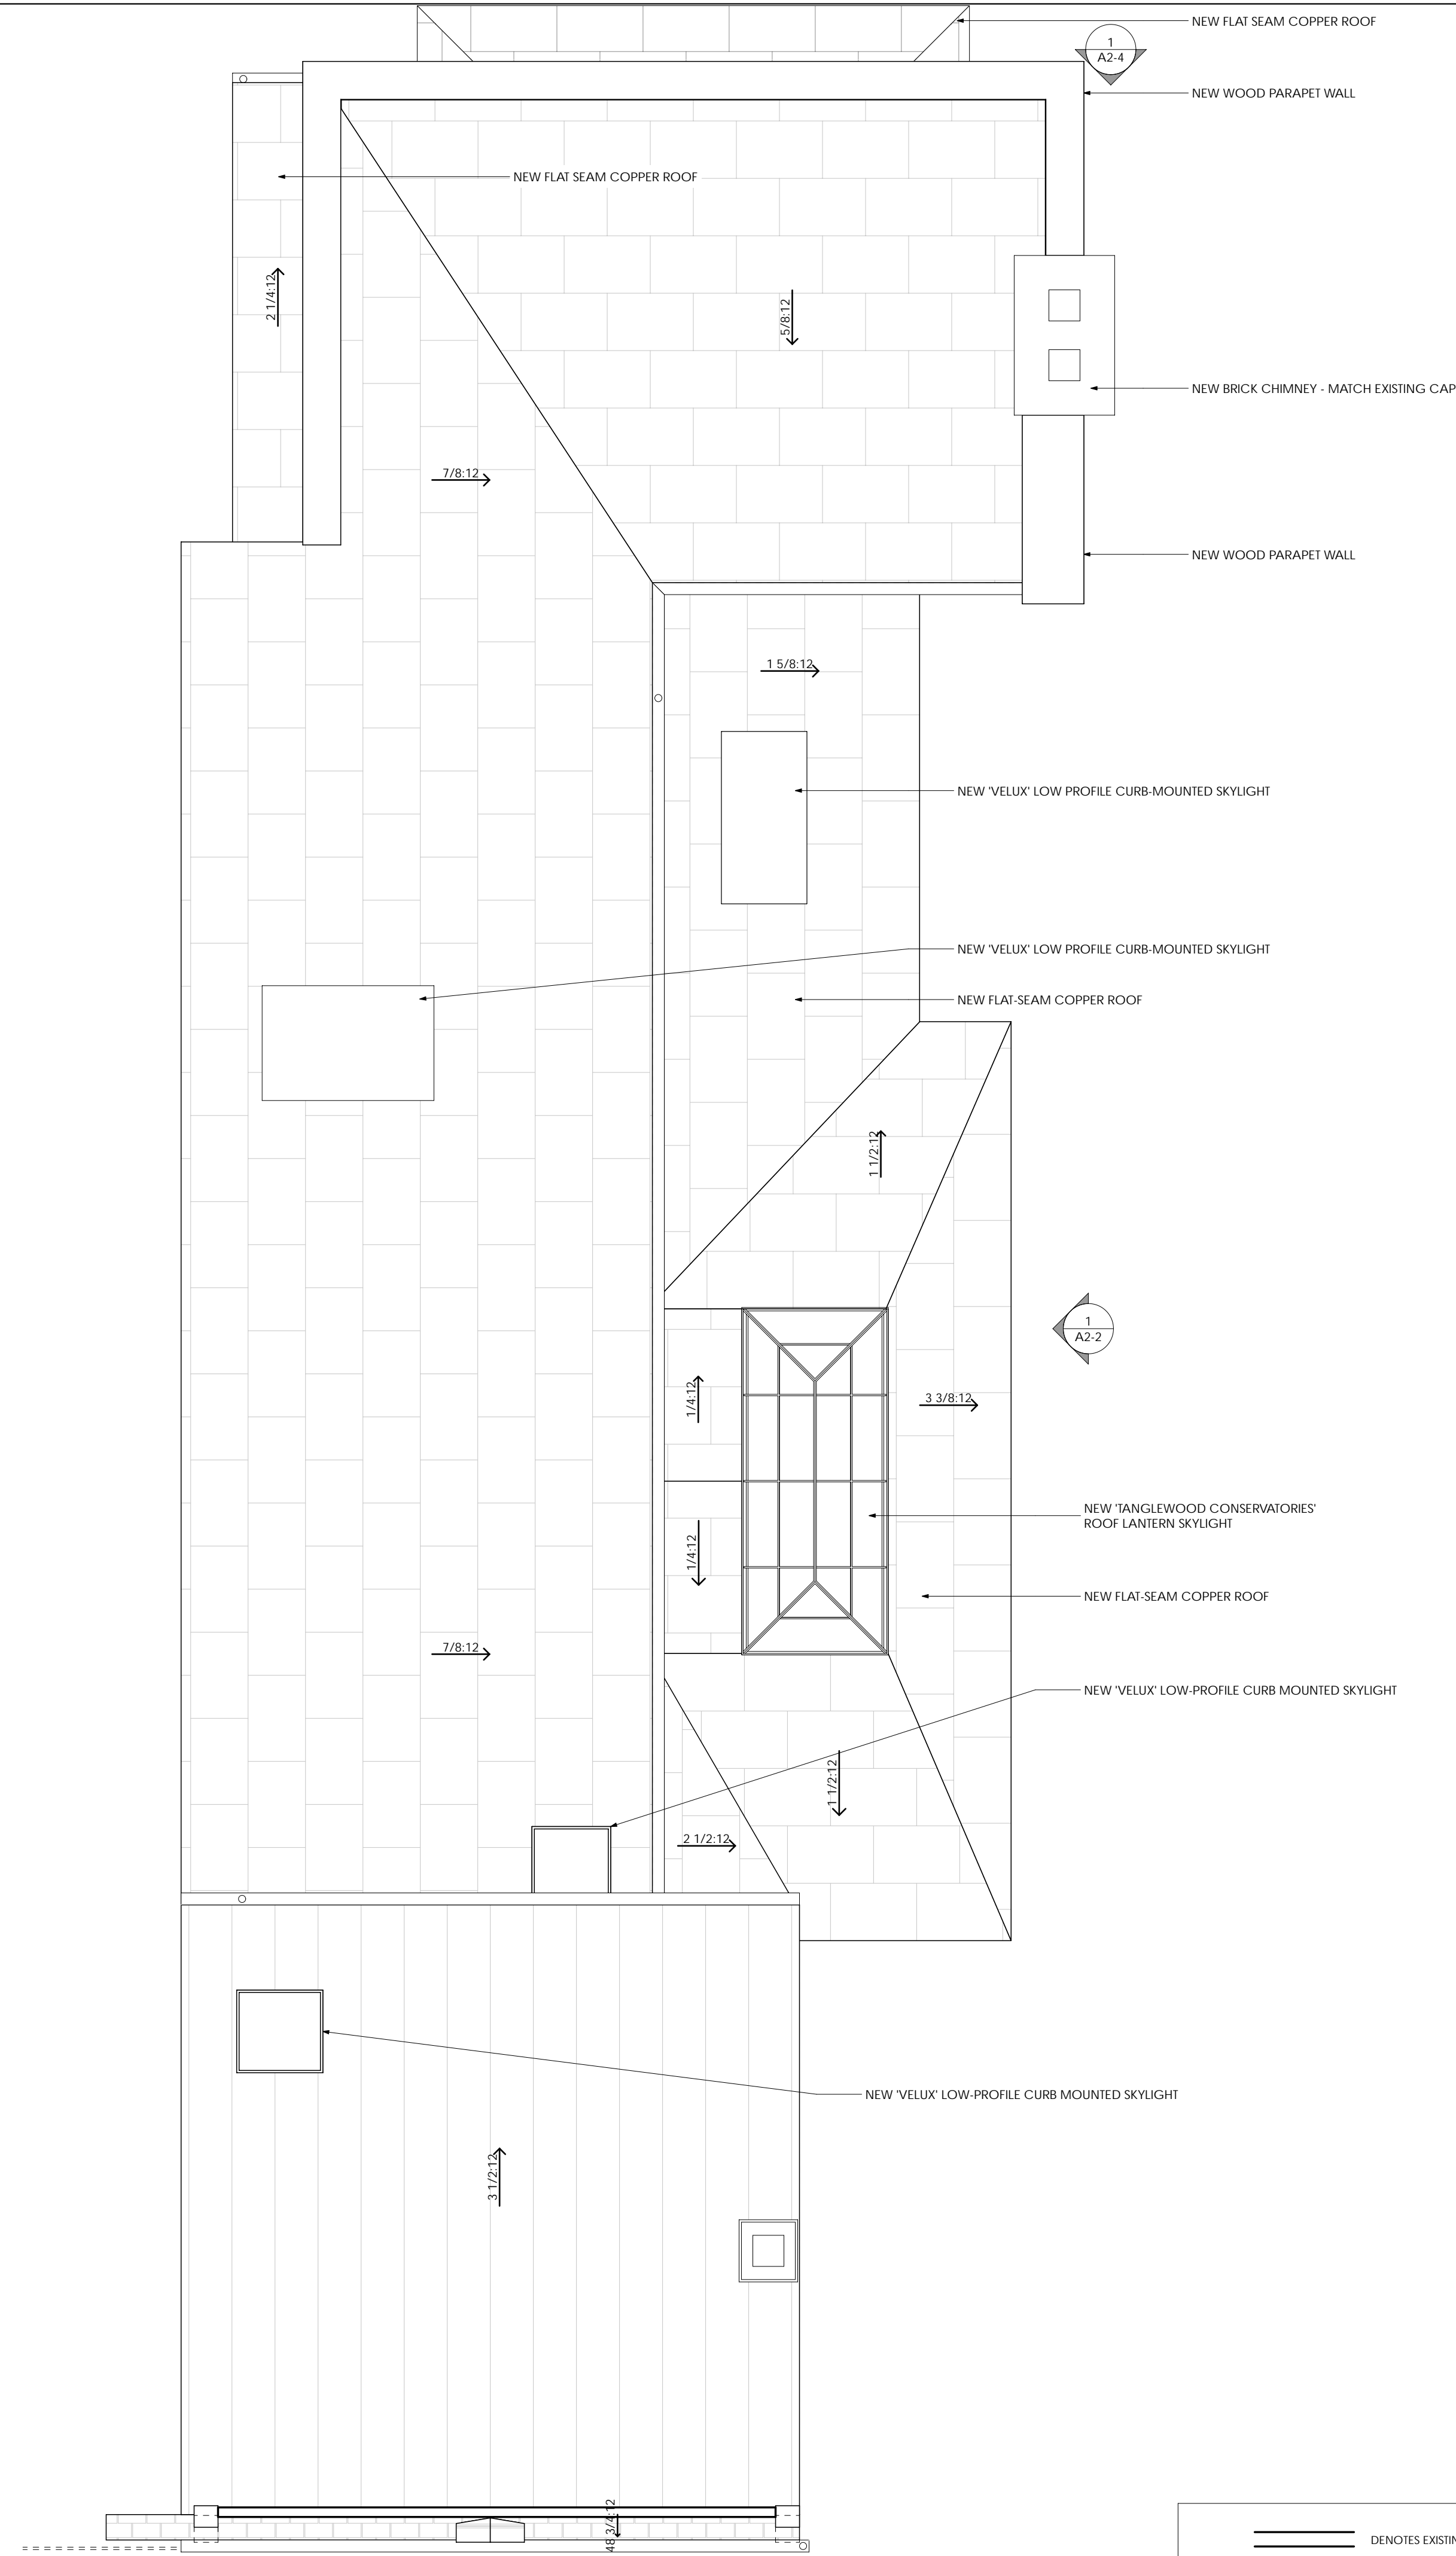 NEW FLAT SEAM COPPER ROOF
1
A2-4
NEW WOOD PARAPET WALL
NEW FLAT SEAM COPPER ROOF
2 1/4:12
5/8:12
NEW BRICK CHIMNEY - MATCH EXISTING CAP
7/8:12
NEW WOOD PARAPET WALL
1 5/8:12
NEW 'VELUX' LOW PROFILE CURB-MOUNTED SKYLIGHT
NEW 'VELUX' LOW PROFILE CURB-MOUNTED SKYLIGHT
NEW FLAT-SEAM COPPER ROOF
1 1/2:12
1
A2-2
1/4:12
3 3/8:12
NEW 'TANGLEWOOD CONSERVATORIES'
ROOF LANTERN SKYLIGHT
1/4:12
NEW FLAT-SEAM COPPER ROOF
7/8:12
NEW 'VELUX' LOW-PROFILE CURB MOUNTED SKYLIGHT
1 1/2:12
2 1/2:12
NEW 'VELUX' LOW-PROFILE CURB MOUNTED SKYLIGHT
3 1/2:12
48 3/4:12
DENOTES EXISTIN